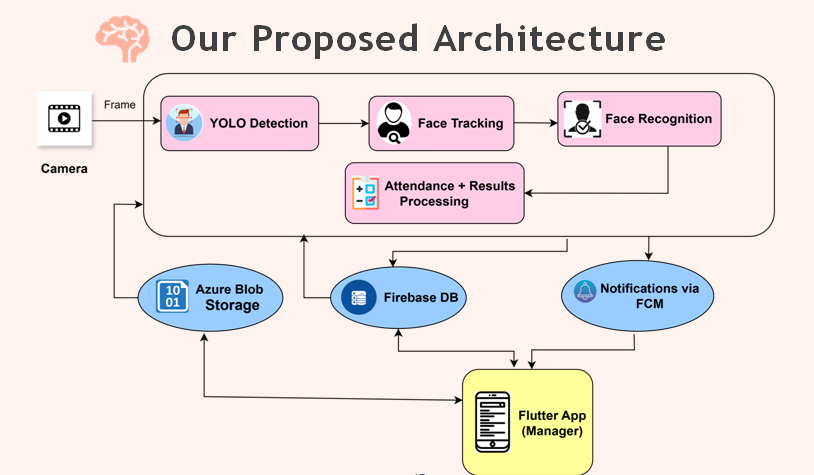 Our Proposed Architecture
Frame
YOLO Detection
Face Tracking
Face Recognition
Camera
Attendance + Results
Processing
10
01
Azure Blob
Storage
Firebase DB
Notifications via
FCM
Flutter App
(Manager)